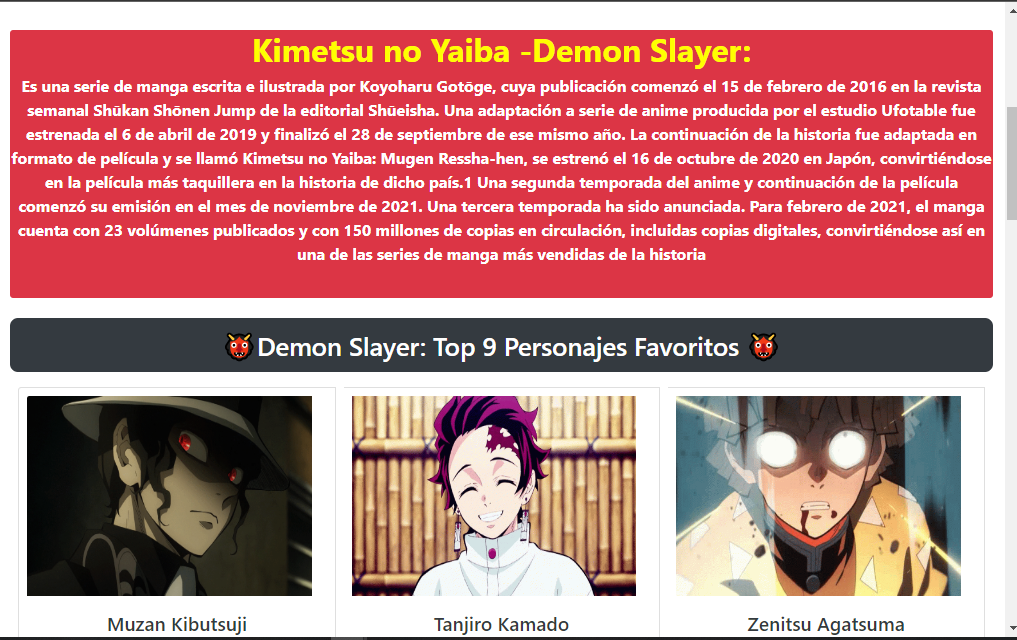 Kimetsu no Yaiba -Demon Slayer:
Es una serie de manga escrita e ilustrada por Koyoharu Gotōge, cuya publicación comenzó el 15 de febrero de 2016 en la revista
semanal Shūkan Shōnen Jump de la editorial Shūeisha. Una adaptación a serie de anime producida por el estudio Ufotable fue
estrenada el 6 de abril de 2019 y finalizó el 28 de septiembre de ese mismo año. La continuación de la historia fue adaptada en
formato de película y se llamó Kimetsu no Yaiba: Mugen Ressha-hen, se estrenó el 16 de octubre de 2020 en Japón, convirtiéndose
en la película más taquillera en la historia de dicho país.1 Una segunda temporada del anime y continuación de la película
comenzó su emisión en el mes de noviembre de 2021. Una tercera temporada ha sido anunciada. Para febrero de 2021, el manga
cuenta con 23 volúmenes publicados y con 150 millones de copias en circulación, incluidas copias digitales, convirtiéndose así en
una de las series de manga más vendidas de la historia
👹Demon Slayer: Top 9 Personajes Favoritos 👹
Muzan Kibutsuji
Tanjiro Kamado
Zenitsu Agatsuma